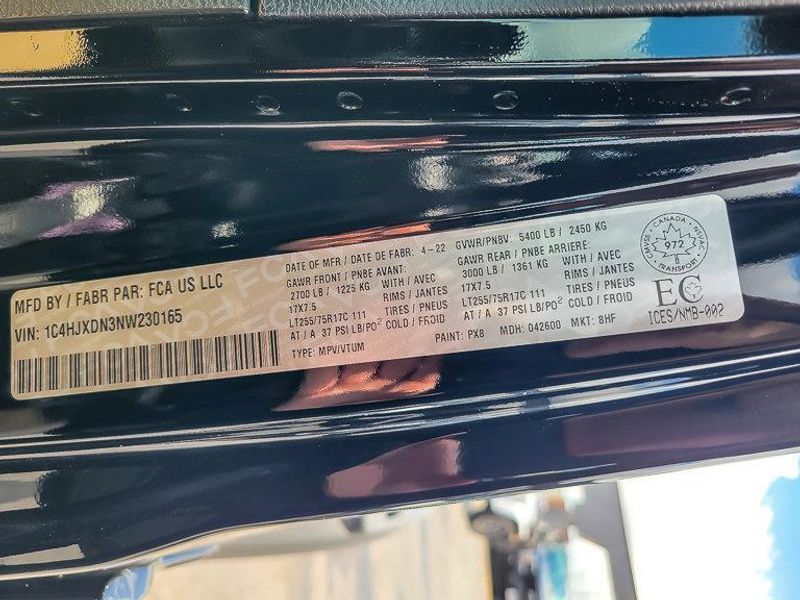 MFD BY / FABR PAR: FCA US LLC
VIN: 1C4HJXDN3NW230165
DATE OF MFR / DATE DE FABR: 4-22
GAWR FRONT / PNBE AVANT:
2700 LB / 1225 KG WITH / AVEC
17X7.5 RIMS / JANTES
LT255/75R17C 111 TIRES / PNEUS
AT / A 37 PSI LB/PO² COLD / FROID
TYPE: MPV/VTUM
GVWR/PNBV: 5400 LB / 2450 KG
GAWR REAR / PNBE ARRIERE:
3000 LB / 1361 KG WITH / AVEC
17X7.5 RIMS / JANTES
LT255/75R17C 111 TIRES / PNEUS
AT / A 37 PSI LB/PO² COLD / FROID
PAINT: PX8 MDH: 042600 MKT: 8HF
CANADA
CMVSS
NSVAC
972
TRANSPORT
EC
ICES/NMB-002